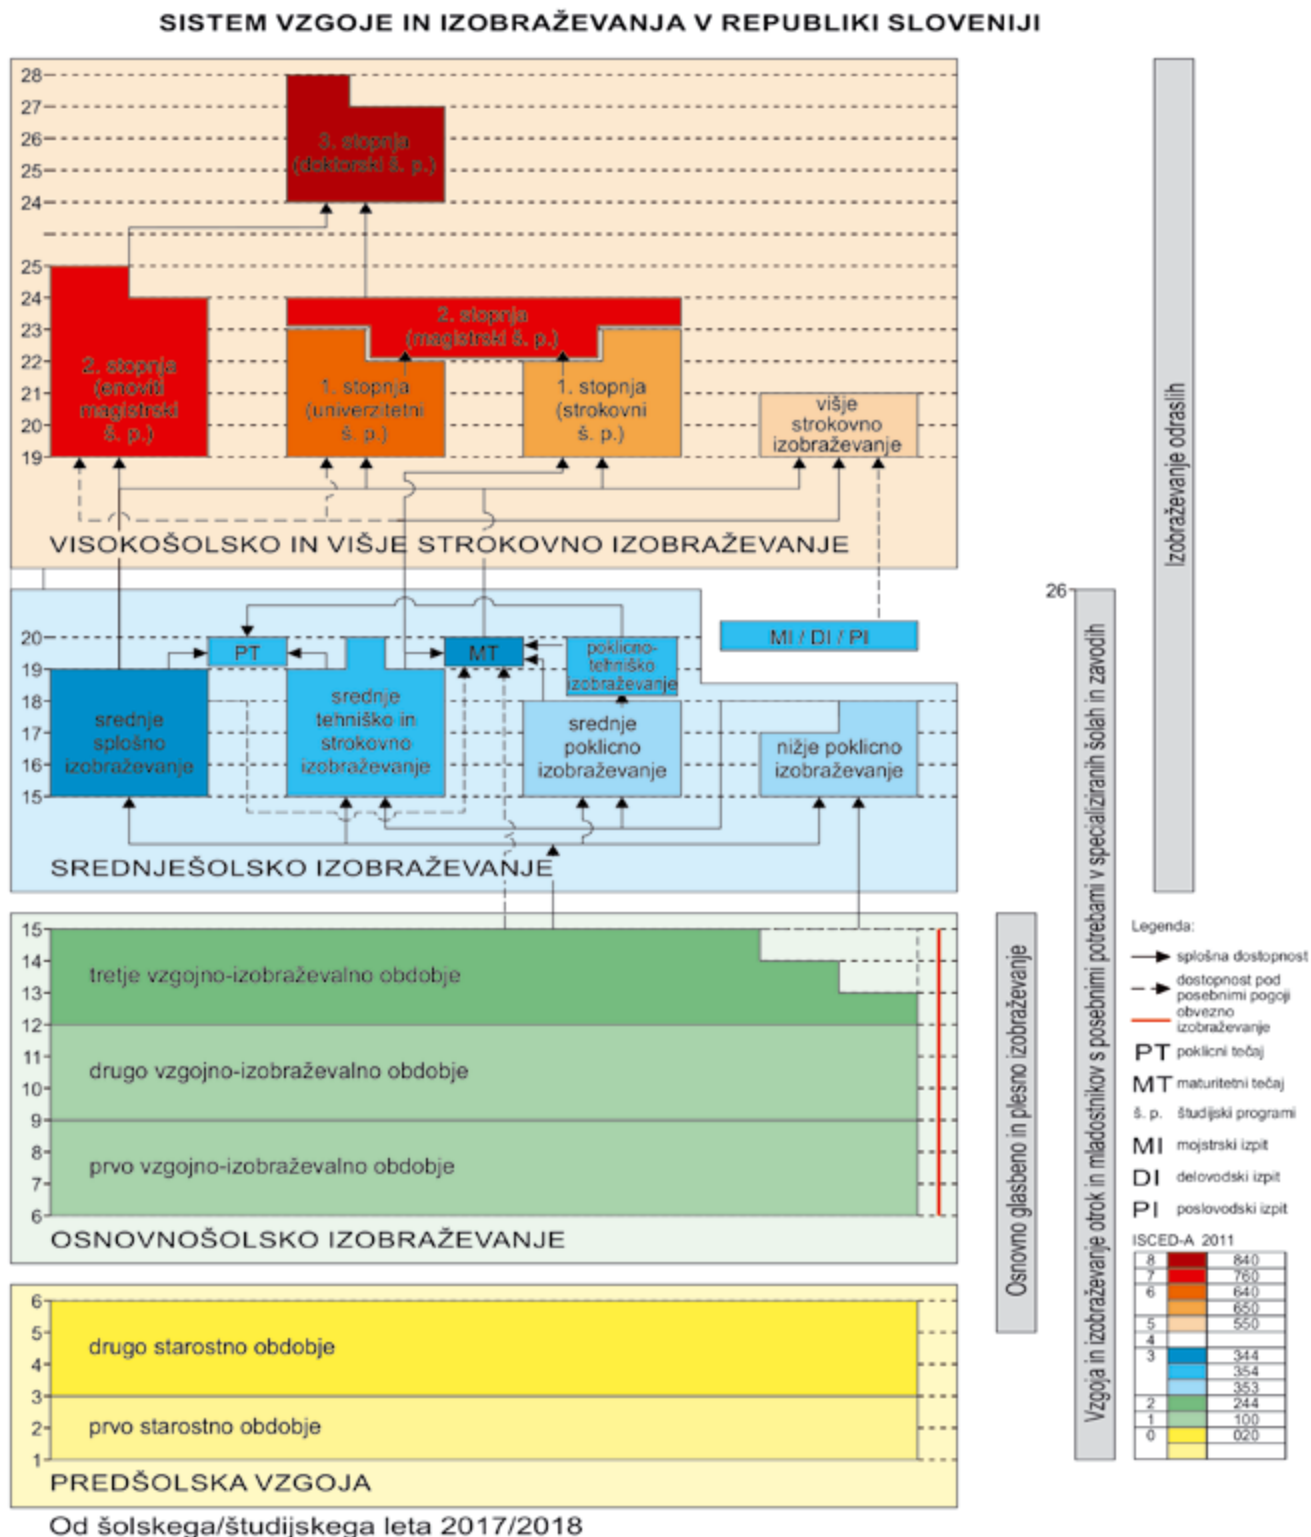 SISTEM VZGOJE IN IZOBRAŽEVANJA V REPUBLIKI SLOVENIJI
28
27
26
25
24
3. stopnja
(doktorski š. p.)
25
24
23
22
21
20
19
2. stopnja
(enoviti
magistrski
š. p.)
2. stopnja
(magistrski š. p.)
1. stopnja
(univerzitetni
š. p.)
1. stopnja
(strokovni
š. p.)
višje
strokovno
izobraževanje
VISOKOŠOLSKO IN VIŠJE STROKOVNO IZOBRAŽEVANJE
20
19
18
17
16
15
PT
MT
poklicno-
tehniško
izobraževanje
MI / DI / PI
srednje
splošno
izobraževanje
srednje
tehniško in
strokovno
izobraževanje
srednje
poklicno
izobraževanje
nižje poklicno
izobraževanje
SREDNJEŠOLSKO IZOBRAŽEVANJE
15
14
13
12
11
10
9
8
7
6
tretje vzgojno-izobraževalno obdobje
drugo vzgojno-izobraževalno obdobje
prvo vzgojno-izobraževalno obdobje
OSNOVNOŠOLSKO IZOBRAŽEVANJE
6
5
4
3
2
1
drugo starostno obdobje
prvo starostno obdobje
PREDŠOLSKA VZGOJA
Od šolskega/študijskega leta 2017/2018
Osnovno glasbeno in plesno izobraževanje
26
Vzgoja in izobraževanje otrok in mladostnikov s posebnimi potrebami v specializiranih šolah in zavodih
Izobraževanje odraslih
Legenda:
splošna dostopnost
dostopnost pod
posebnimi pogoji
obvezno
izobraževanje
PT poklicni tečaj
MT maturitetni tečaj
š. p. študijski programi
MI mojstrski izpit
DI delovodski izpit
PI poslovodski izpit
ISCED-A 2011
8 840
7 760
6 640
650
5 550
4
3 344
354
353
2 244
1 100
0 020